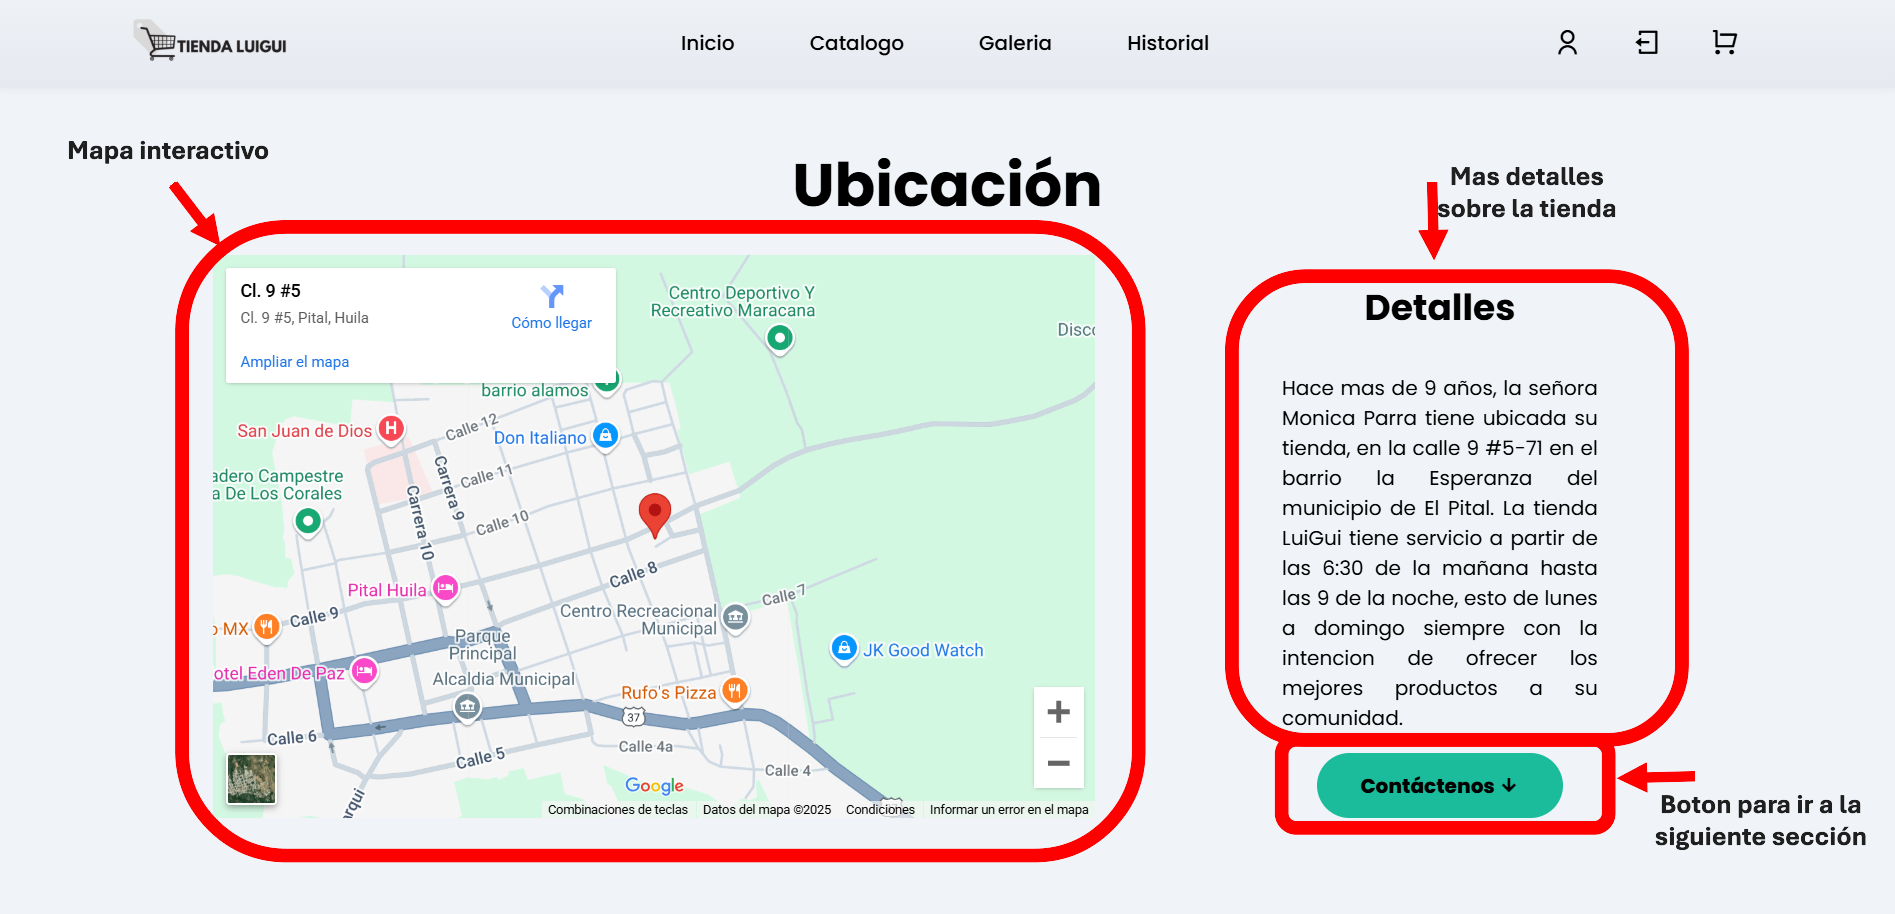 TIENDA LUIGUI
Inicio
Catalogo
Galeria
Historial
Mapa interactivo
Ubicación
Mas detalles
sobre la tienda
Cl. 9 #5
Cl. 9 #5, Pital, Huila
Cómo llegar
Ampliar el mapa
Centro Deportivo Y
Recreativo Maracana
Disco
barrio alamos
San Juan de Dios
Calle 12
Don Italiano
Carrera 9
Calle 11
adero Campestre
a De Los Corales
Carrera 10
Calle 10
Calle 8
Pital Huila
Calle 7
Centro Recreacional
Municipal
Calle 9
MX
Parque
Principal
JK Good Watch
otel Eden De Paz
Alcaldia Municipal
Rufo's Pizza
37
Calle 6
Calle 4a
Calle 5
Calle 4
arqui
Google
Combinaciones de teclas
Datos del mapa ©2025
Condiciones
Informar un error en el mapa
Detalles
Hace mas de 9 años, la señora
Monica Parra tiene ubicada su
tienda, en la calle 9 #5-71 en el
barrio la Esperanza del
municipio de El Pital. La tienda
LuiGui tiene servicio a partir de
las 6:30 de la mañana hasta
las 9 de la noche, esto de lunes
a domingo siempre con la
intencion de ofrecer los
mejores productos a su
comunidad.
Contáctenos ↓
Boton para ir a la
siguiente sección